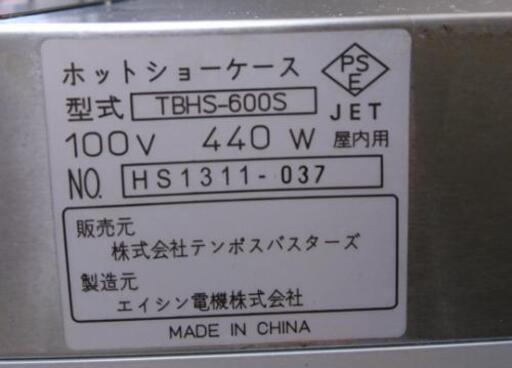 ホットショーケース
PS
E
型式 TBHS-600S
JET
100V 440W 屋内用
NO. HS1311-037
販売元
株式会社テンポスバスターズ
製造元
エイシン電機株式会社
MADE IN CHINA